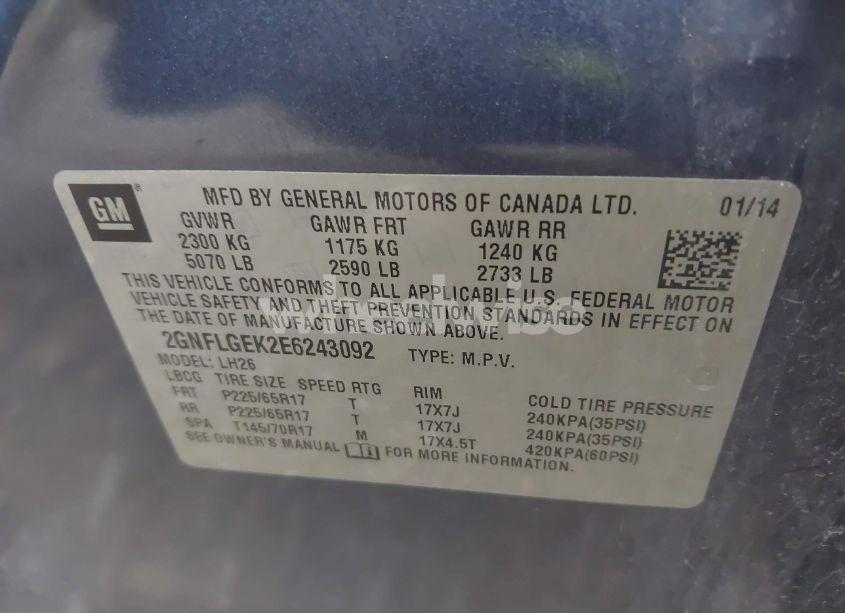 GM
MFD BY GENERAL MOTORS OF CANADA LTD. 01/14
GVWR GAWR FRT GAWR RR
2300 KG 1175 KG 1240 KG
5070 LB 2590 LB 2733 LB
THIS VEHICLE CONFORMS TO ALL APPLICABLE U.S. FEDERAL MOTOR
VEHICLE SAFETY AND THEFT PREVENTION STANDARDS IN EFFECT ON
THE DATE OF MANUFACTURE SHOWN ABOVE.
2GNFLGEK2E6243092 TYPE: M.P.V.
MODEL: LH26
LBCG TIRE SIZE SPEED RTG RIM COLD TIRE PRESSURE
FRT P225/65R17 T 17X7J 240KPA(35PSI)
RR P225/65R17 T 17X7J 240KPA(35PSI)
SPA T145/70R17 M 17X4.5T 420KPA(60PSI)
SEE OWNER'S MANUAL FOR MORE INFORMATION.